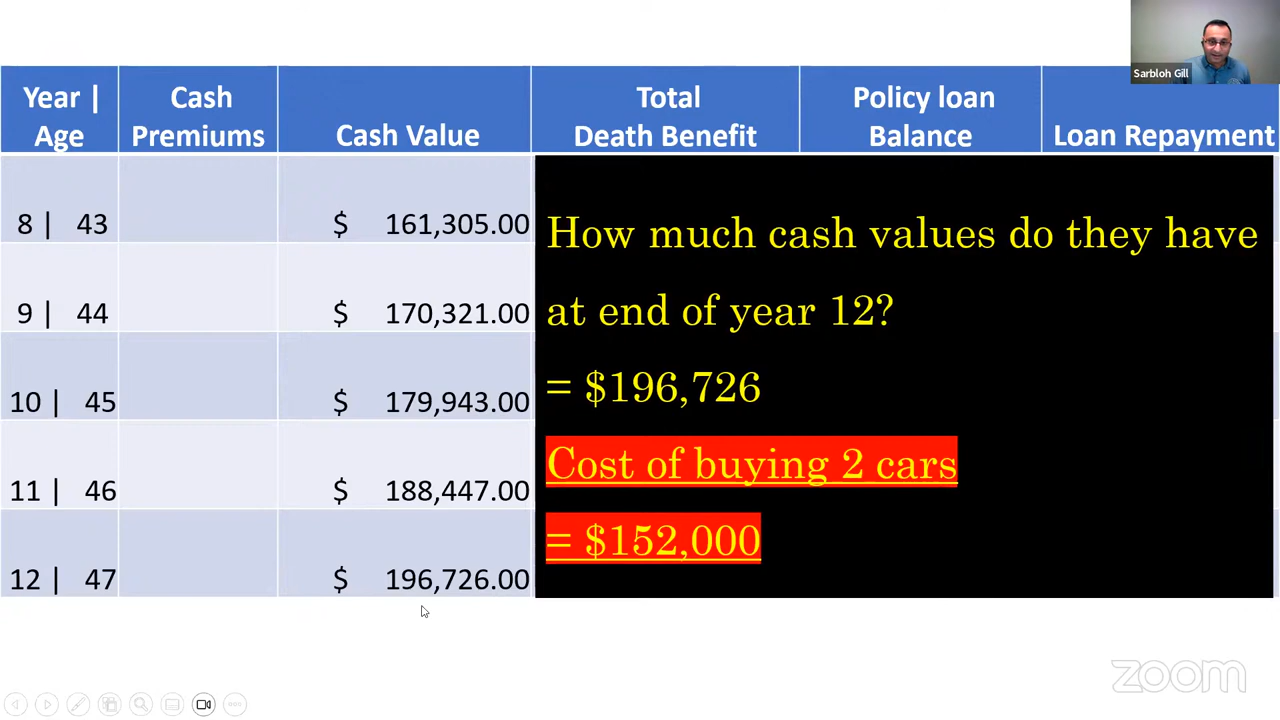 Sarbloh Gill
Year |
Age
Cash
Premiums
Cash Value
Total
Death Benefit
Policy loan
Balance
Loan Repayment
8 | 43 $ 161,305.00
9 | 44 $ 170,321.00
10 | 45 $ 179,943.00
11 | 46 $ 188,447.00
12 | 47 $ 196,726.00
How much cash values do they have
at end of year 12?
= $196,726
Cost of buying 2 cars
= $152,000
zoom